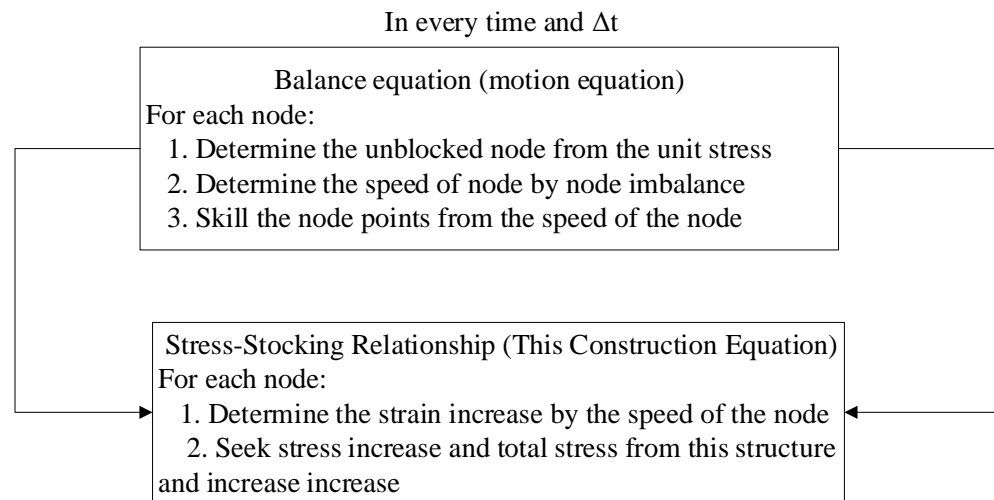 In every time and Δt
Balance equation (motion equation)
For each node:
1. Determine the unblocked node from the unit stress
2. Determine the speed of node by node imbalance
3. Skill the node points from the speed of the node
Stress-Stocking Relationship (This Construction Equation)
For each node:
1. Determine the strain increase by the speed of the node
2. Seek stress increase and total stress from this structure
and increase increase